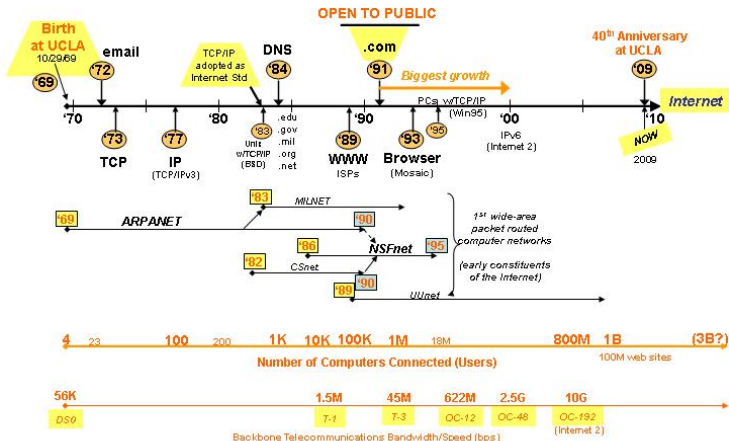 OPEN TO PUBLIC
Birth
at UCLA
10/29/69
'69
email
'72
TCP/IP
adopted as
Internet Std
DNS
'84
.com
'91
Biggest growth
PCs w/TCP/IP
(Win95)
40th Anniversary
at UCLA
'09
Internet
'70
'80
'90
'00
'10
'73
TCP
'77
IP
(TCP/IPv3)
'83
Unix
w/TCP/IP
(BSD)
.edu
.gov
.mil
.org
.net
'89
WWW
ISPs
'93
Browser
(Mosaic)
'95
IPv6
(Internet 2)
NOW
2009
'83
MILNET
'69
ARPANET
'90
'86
NSFnet
'95
'82
CSnet
'90
'89
UUnet
1st wide-area
packet routed
computer networks
(early constituents
of the Internet)
4 23 100 200 1K 10K 100K 1M 18M 800M 1B (3B?)
Number of Computers Connected (Users)
100M web sites
56K 1.5M 45M 622M 2.5G 10G
DS0 T-1 T-3 OC-12 OC-48 OC-192
(Internet 2)
Backbone Telecommunications Bandwidth/Speed (bps)